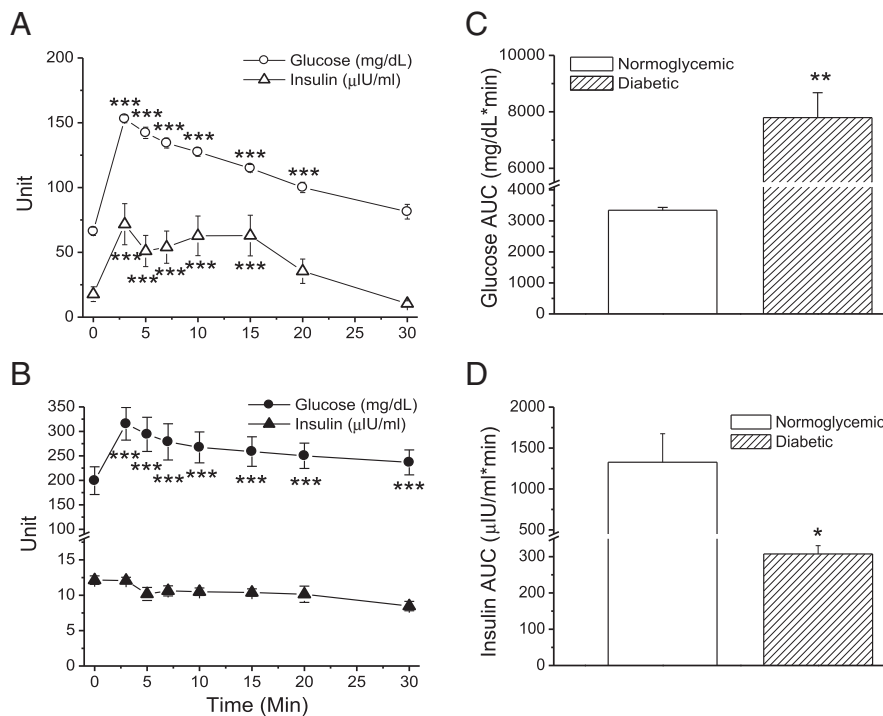 A
Glucose (mg/dL)
Insulin (μIU/ml)
200
150
100
50
0
Unit
***
***
***
***
***
***
***
***
***
***
***
0 5 10 15 20 25 30
B
Glucose (mg/dL)
Insulin (μIU/ml)
350
300
250
200
150
100
15
10
5
0
Unit
***
***
***
***
***
***
***
0 5 10 15 20 25 30
Time (Min)
C
Normoglycemic
Diabetic
10000
8000
6000
4000
3000
2000
1000
0
Glucose AUC (mg/dL*min)
**
D
Normoglycemic
Diabetic
2000
1500
1000
500
300
200
100
0
Insulin AUC (μIU/ml*min)
*